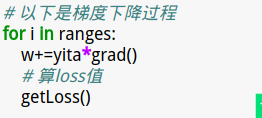 # 以下是梯度下降过程
for i in ranges:
    w+=yita*grad()
    # 算loss值
    getLoss()